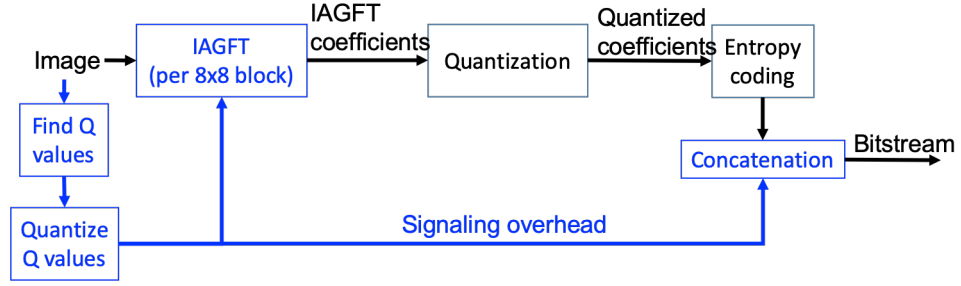 Image
IAGFT
(per 8x8 block)
IAGFT
coefficients
Quantization
Quantized
coefficients
Entropy
coding
Find Q
values
Quantize
Q values
Signaling overhead
Concatenation
Bitstream